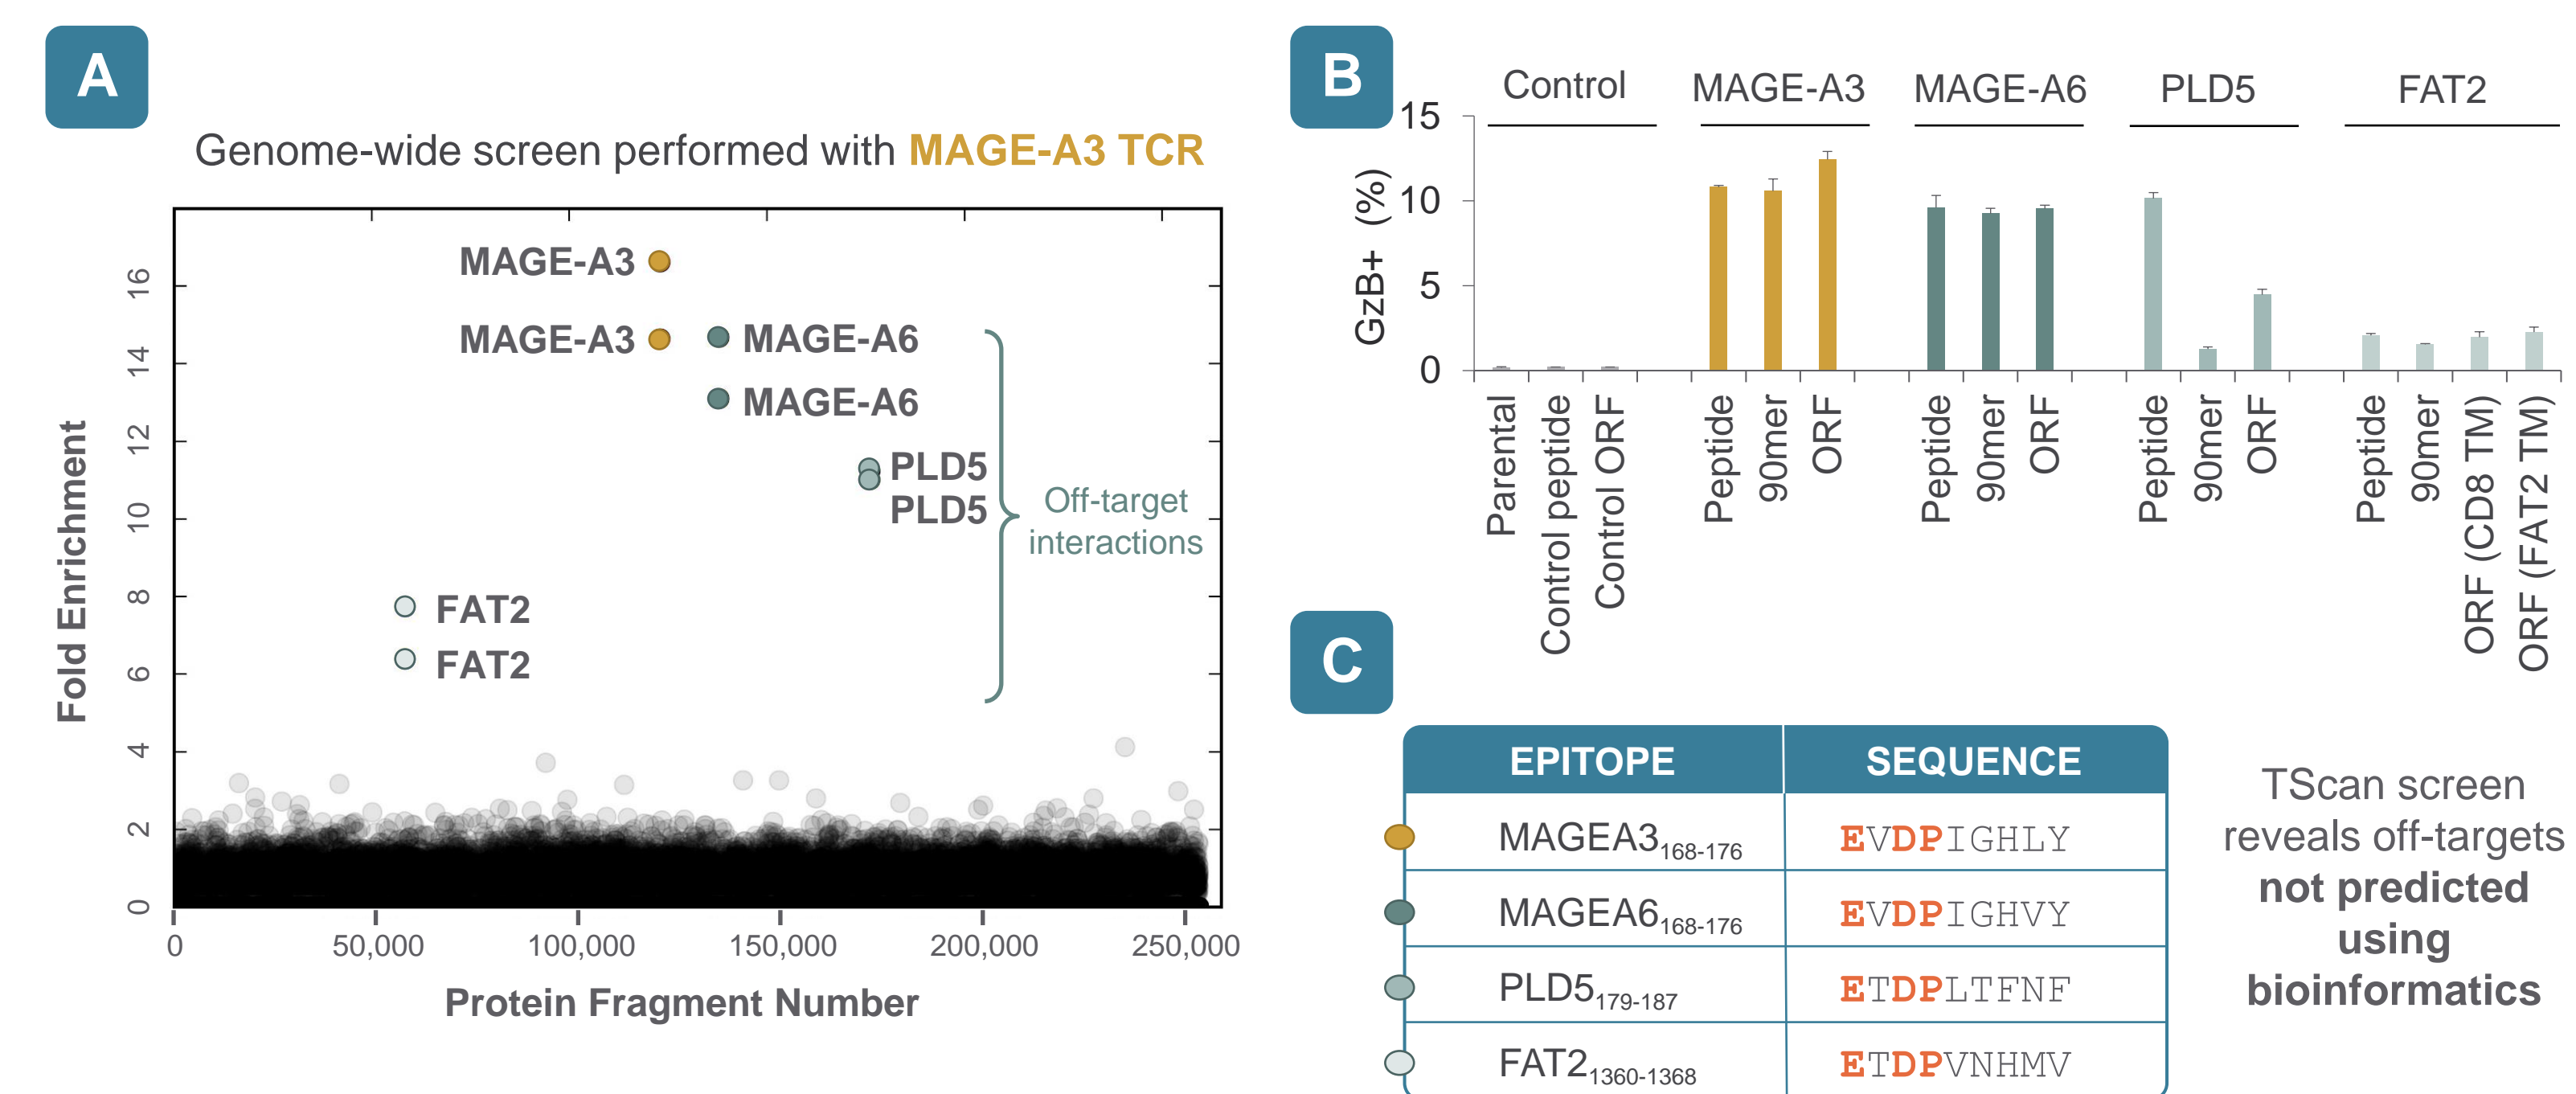 A
Genome-wide screen performed with MAGE-A3 TCR
Fold Enrichment
16
14
12
10
8
6
4
2
0
MAGE-A3
MAGE-A3
MAGE-A6
MAGE-A6
PLD5
PLD5
Off-target
interactions
FAT2
FAT2
0
50,000
100,000
150,000
200,000
250,000
Protein Fragment Number
B
Control
MAGE-A3
MAGE-A6
PLD5
FAT2
GzB+ (%)
15
10
5
0
Parental
Control peptide
Control ORF
Peptide
90mer
ORF
Peptide
90mer
ORF
Peptide
90mer
ORF
Peptide
90mer
ORF (CD8 TM)
ORF (FAT2 TM)
C
EPITOPE SEQUENCE
MAGEA3168-176 EVDPIGHLY
MAGEA6168-176 EVDPIGHVY
PLD5179-187 ETDPLTFNF
FAT21360-1368 ETDPVNHMV
TScan screen
reveals off-targets
not predicted
using
bioinformatics